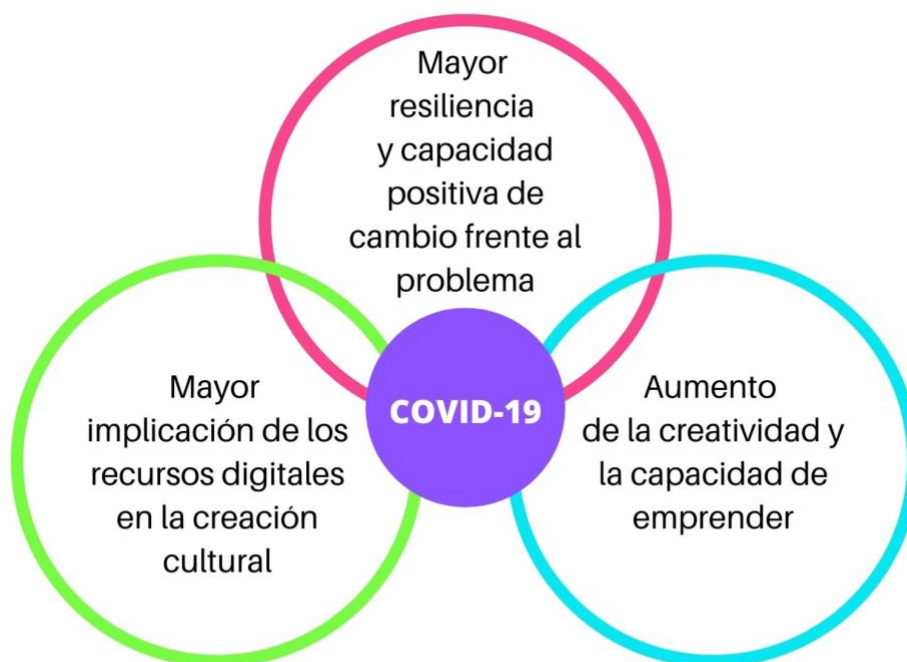 Mayor
resiliencia
y capacidad
positiva de
cambio frente al
problema
COVID-19
Mayor
implicación de los
recursos digitales
en la creación
cultural
Aumento
de la creatividad y
la capacidad de
emprender